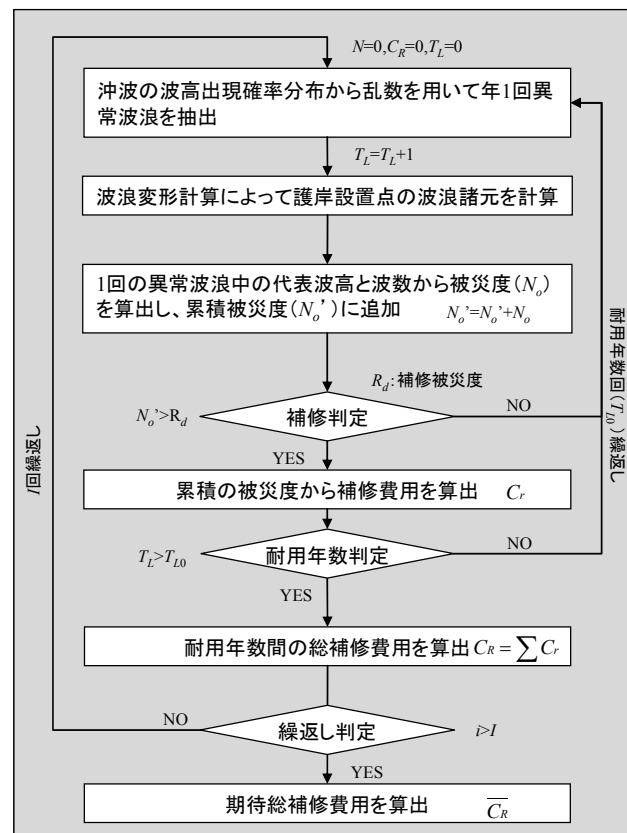 N=0,C_R=0,T_L=0
沖波の波高出現確率分布から乱数を用いて年1回異
常波浪を抽出
T_L=T_L+1
波浪変形計算によって護岸設置点の波浪諸元を計算
1回の異常波浪中の代表波高と波数から被災度(N_o)
を算出し、累積被災度(N_o’)に追加 N_o’=N_o’+N_o
R_d:補修被災度
N_o’>R_d
補修判定
NO
YES
累積の被災度から補修費用を算出 C_r
T_L>T_{L0}
耐用年数判定
NO
YES
耐用年数間の総補修費用を算出 C_R = ∑ C_r
NO
繰返し判定
i>I
YES
期待総補修費用を算出 \overline{C_R}
I回繰返し
耐用年数回(T_{L0})繰返し